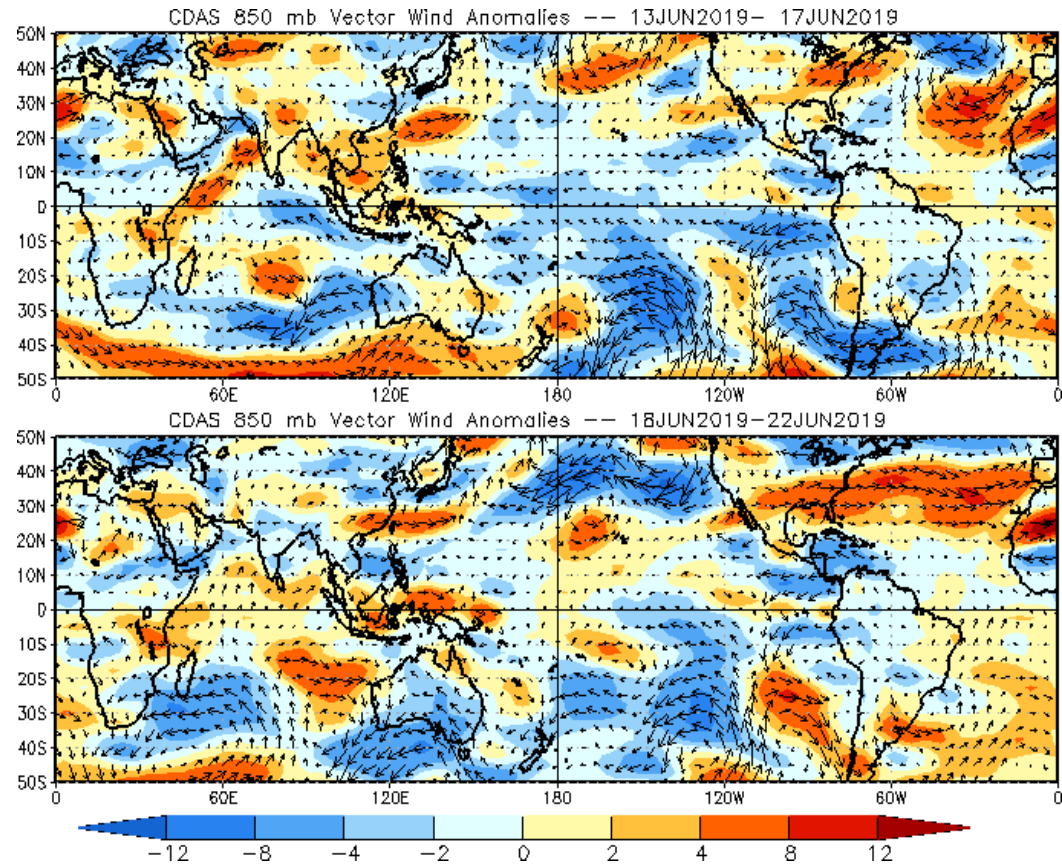 CDAS 850 mb Vector Wind Anomalies -- 13JUN2019- 17JUN2019
50N
40N
30N
20N
10N
0
10S
20S
30S
40S
50S
0 60E 120E 180 120W 60W 0
CDAS 850 mb Vector Wind Anomalies -- 18JUN2019-22JUN2019
50N
40N
30N
20N
10N
0
10S
20S
30S
40S
50S
0 60E 120E 180 120W 60W 0
-12 -8 -4 -2 0 2 4 8 12